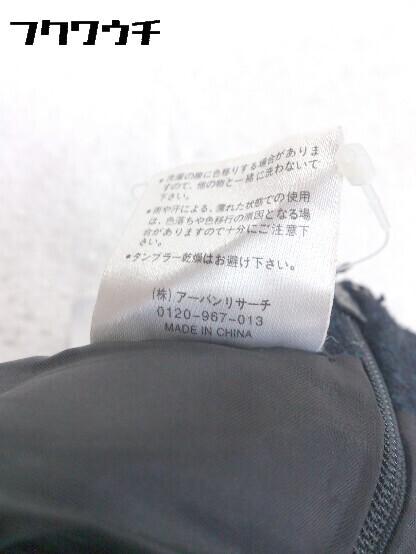 フクワウチ
●洗濯の際に色移りする場合がありま
すので、他の物と一緒に洗わないで
下さい。
●雨や汗による、濡れた状態での使用
は、色落ちや色移行の原因となる場
合がありますので十分にご注意下
さい。
●タンブラー乾燥はお避け下さい。
(株) アーバンリサーチ
0120-967-013
MADE IN CHINA